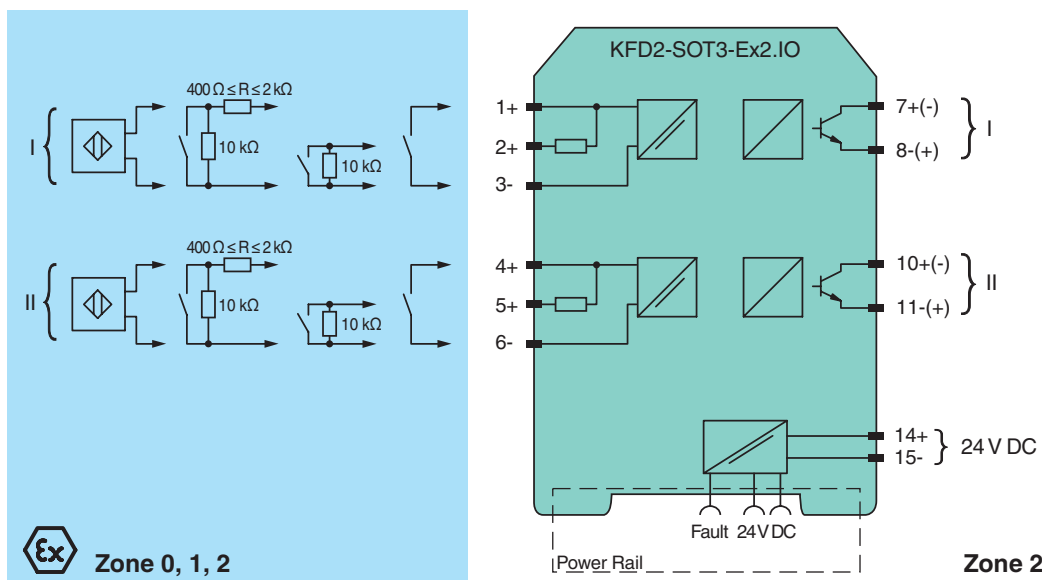 KFD2-SOT3-Ex2.IO
400 Ω ≤ R ≤ 2 kΩ
I
10 kΩ
10 kΩ
1+
2+
3-
7+(-)
8-(+)
I
400 Ω ≤ R ≤ 2 kΩ
II
10 kΩ
10 kΩ
4+
5+
6-
10+(-)
11-(+)
II
14+
15-
24 V DC
Fault
24 V DC
Power Rail
Ex
Zone 0, 1, 2
Zone 2